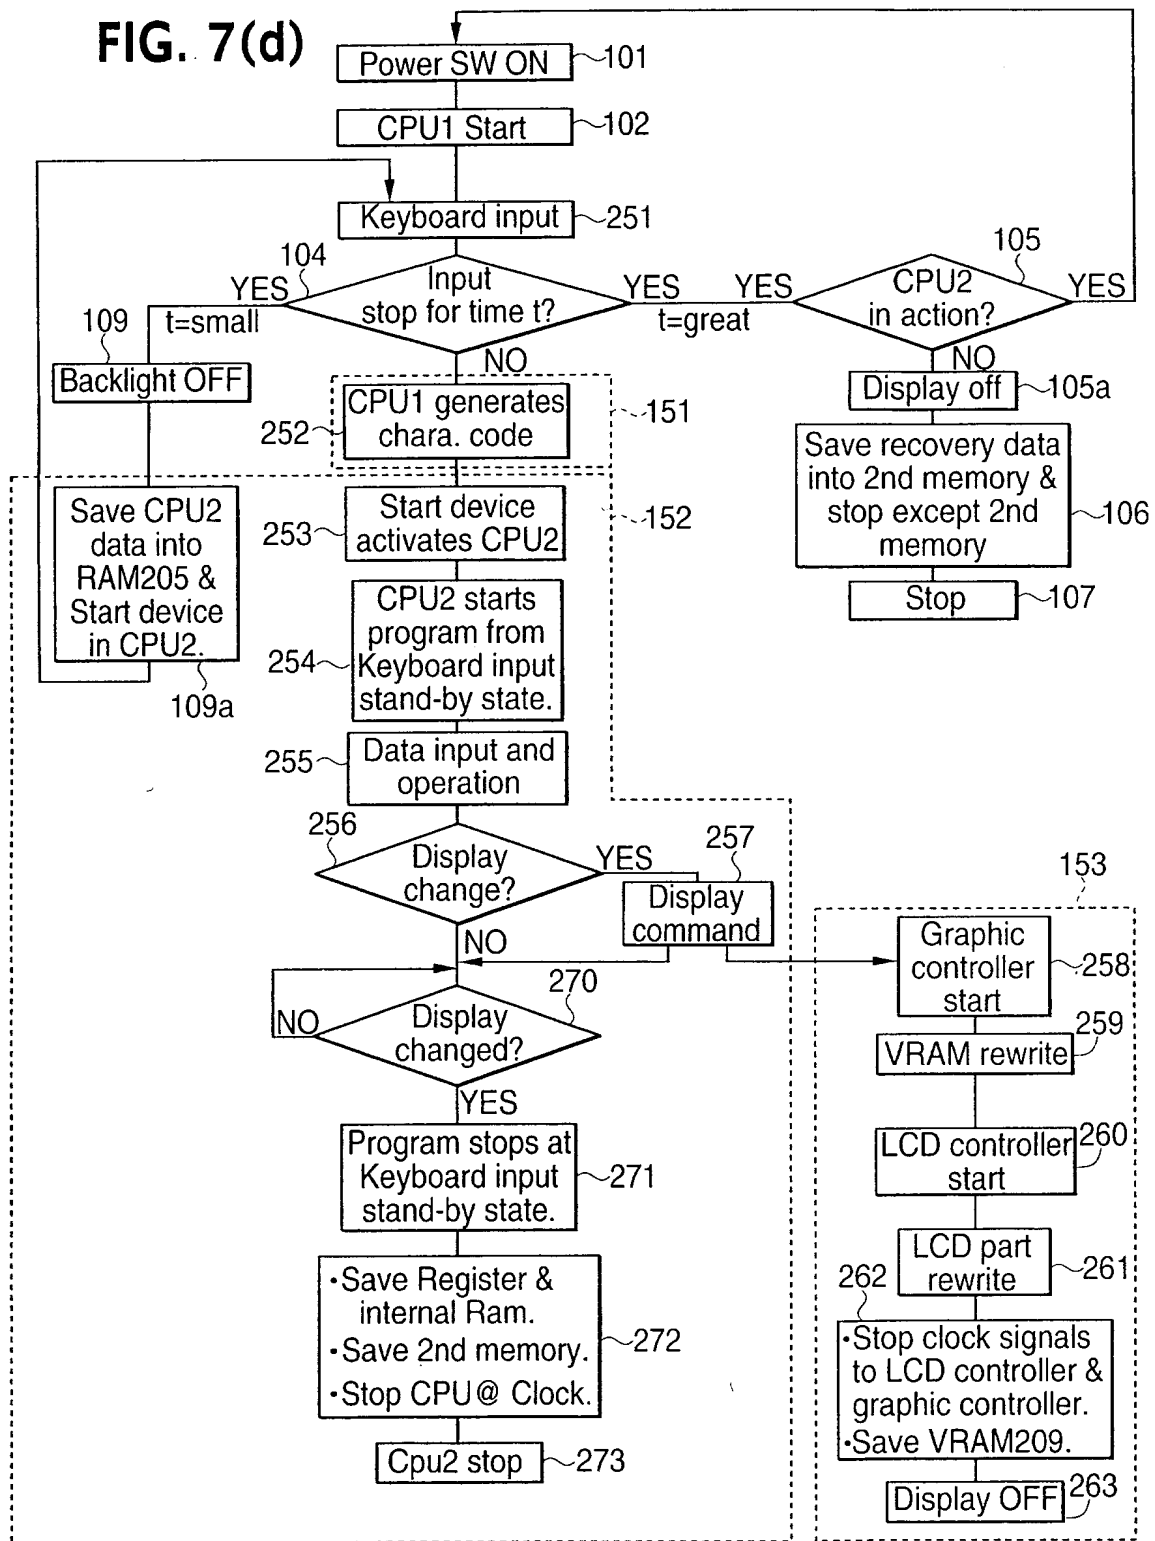 FIG. 7(d)
Power SW ON
101
CPU1 Start
102
Keyboard input
251
104
Input
stop for time t?
YES
t=small
YES
t=great
NO
YES
105
CPU2
in action?
YES
NO
109
Backlight OFF
Display off
105a
CPU1 generates
chara. code
252
151
Save recovery data
into 2nd memory &
stop except 2nd
memory
106
Stop
107
Save CPU2
data into
RAM205 &
Start device
in CPU2.
109a
Start device
activates CPU2
253
152
CPU2 starts
program from
Keyboard input
stand-by state.
254
Data input and
operation
255
256
Display
change?
YES
NO
257
Display
command
153
Graphic
controller
start
258
VRAM rewrite
259
LCD controller
start
260
LCD part
rewrite
261
262
•Stop clock signals
to LCD controller &
graphic controller.
•Save VRAM209.
Display OFF
263
270
Display
changed?
NO
YES
Program stops at
Keyboard input
stand-by state.
271
•Save Register &
internal Ram.
•Save 2nd memory.
•Stop CPU@ Clock.
272
Cpu2 stop
273